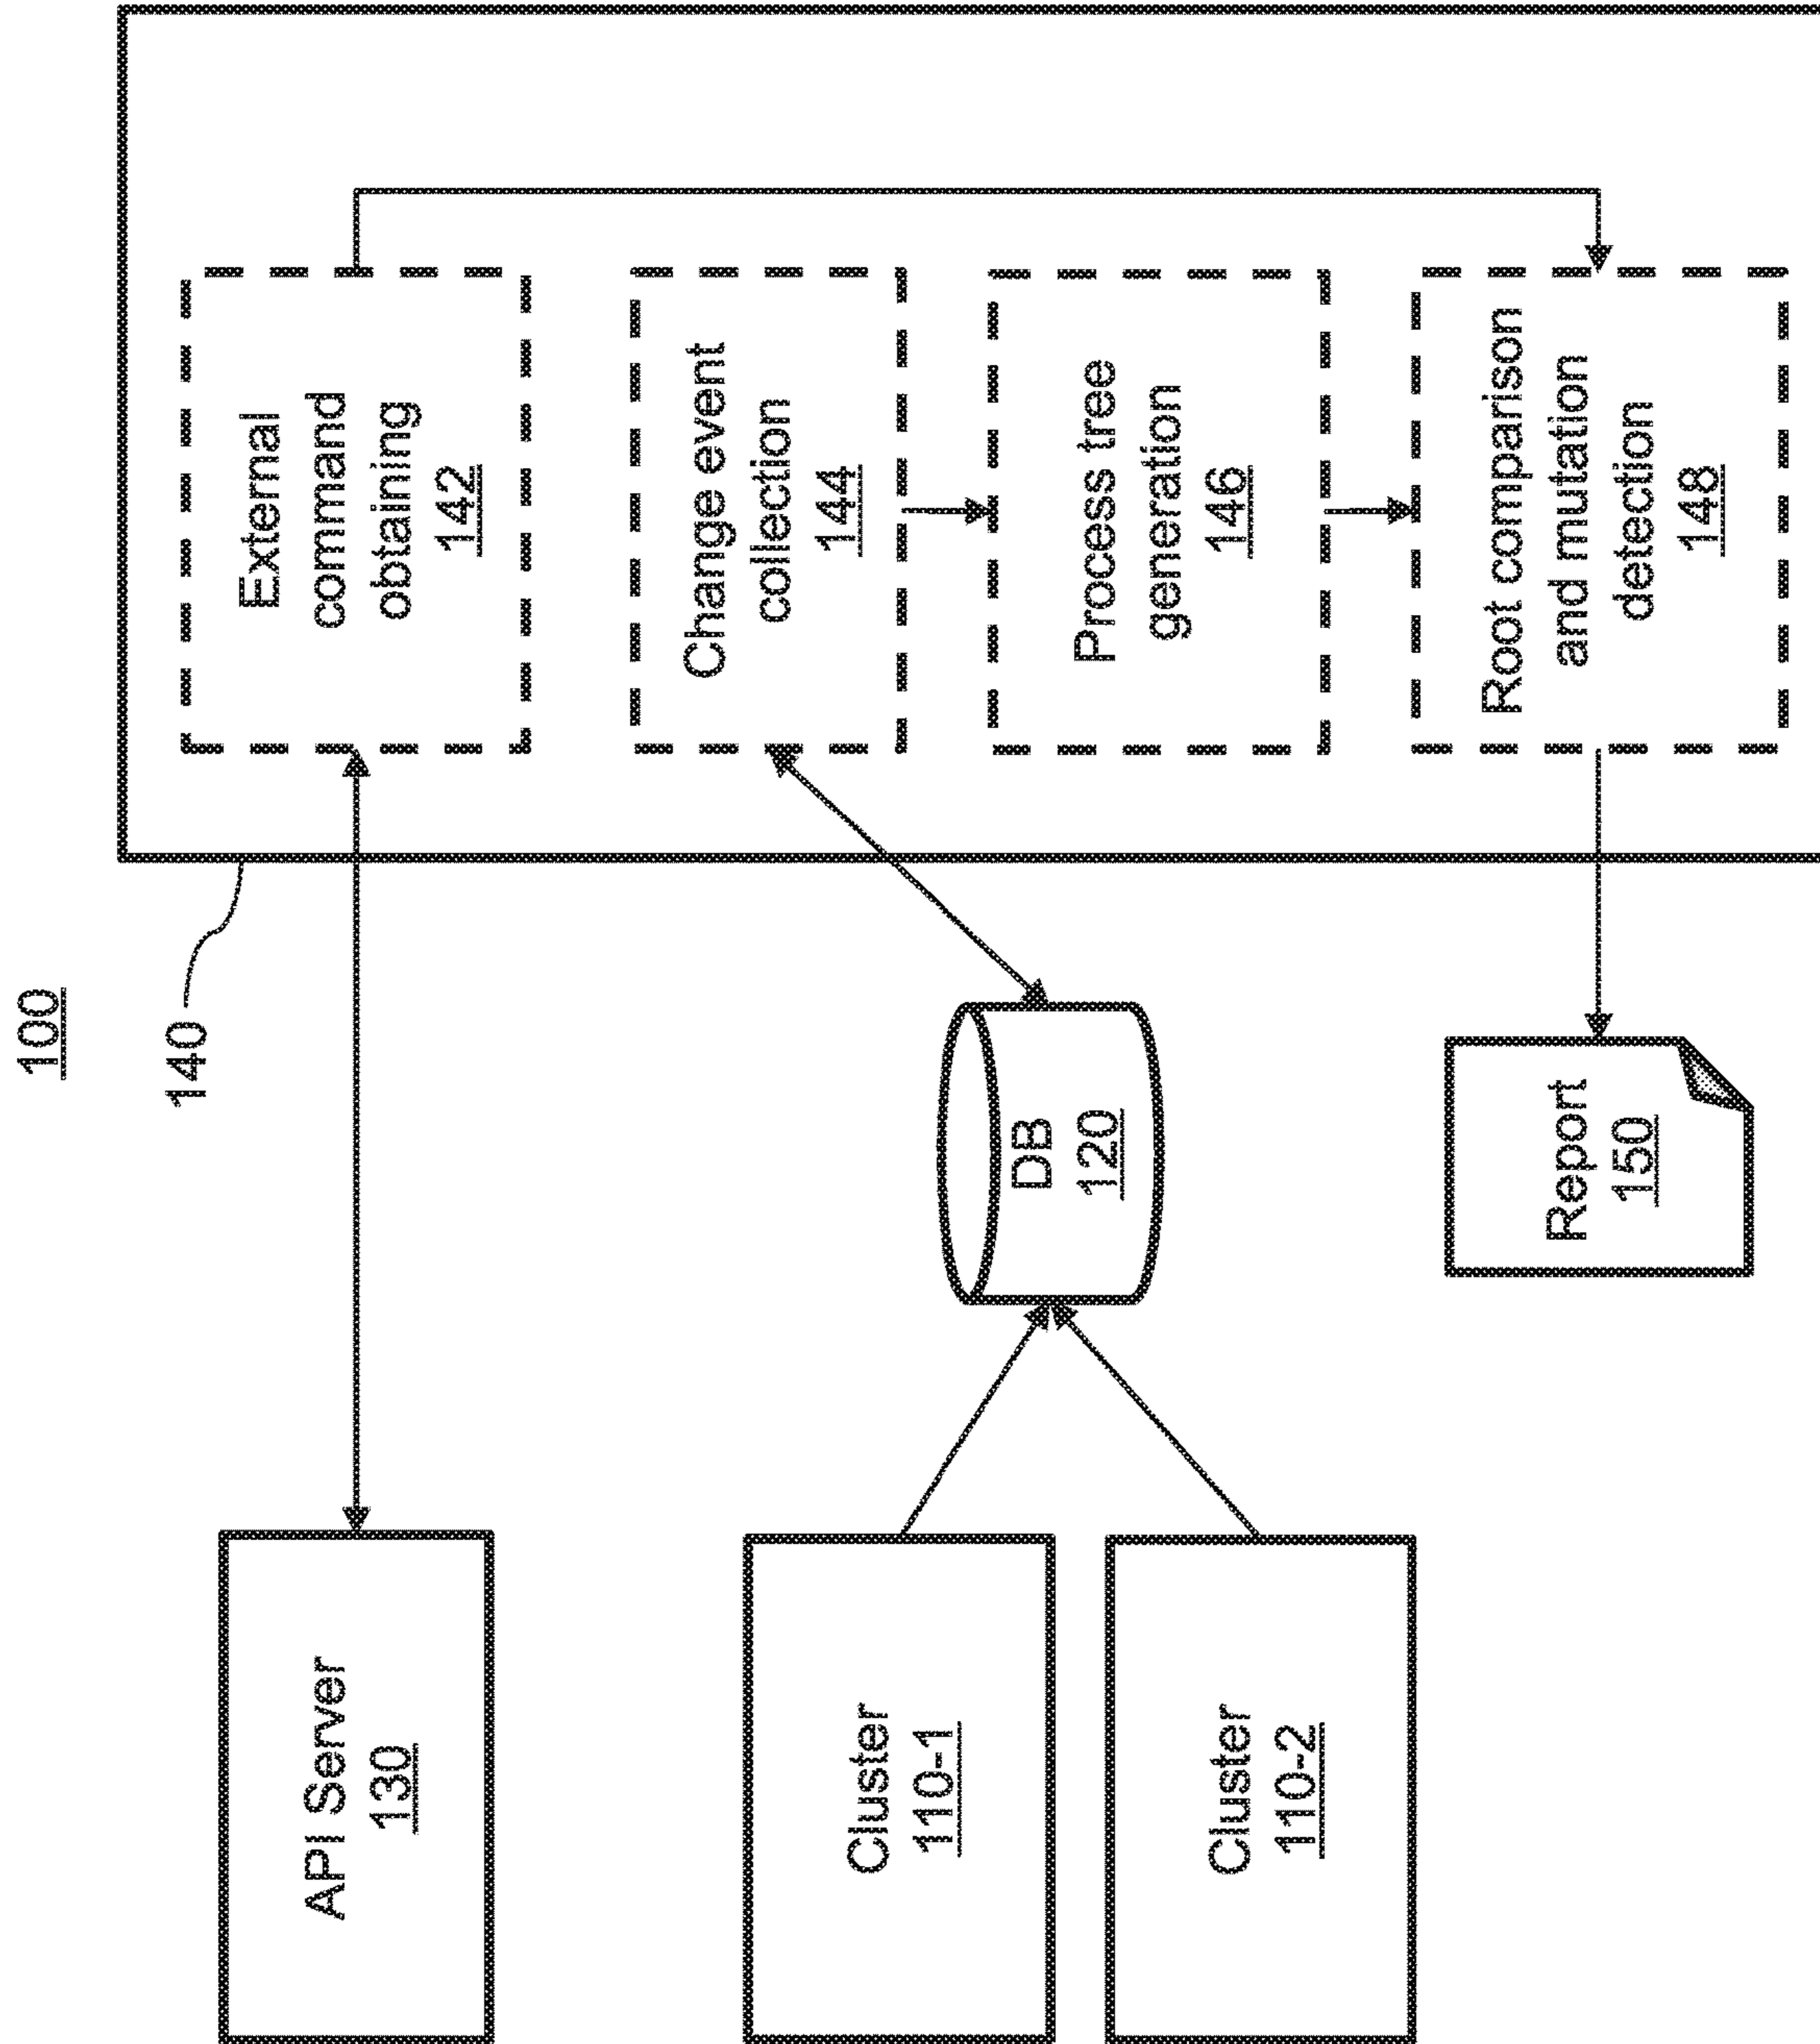 100
140
API Server
130
Cluster
110-1
Cluster
110-2
DB
120
Report
150
External
command
obtaining
142
Change event
collection
144
Process tree
generation
146
Root comparison
and mutation
detection
148